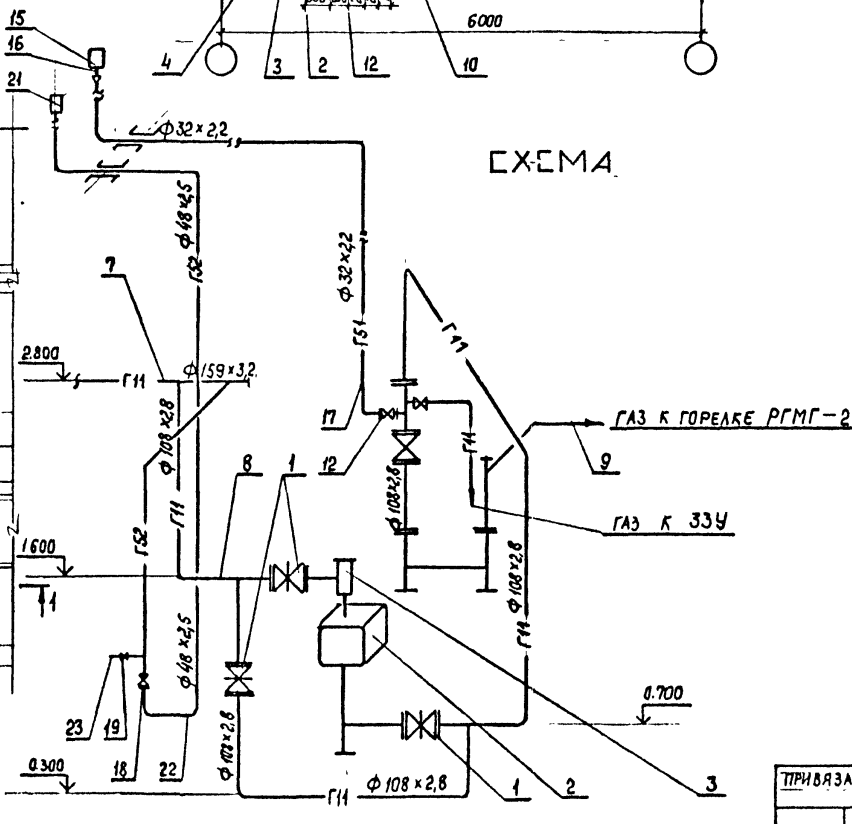 6000
4 3 2 12 10
15
16
21
ф32×2,2
СХЕМА
ф48×2,5
Г52
ф32×2,2
Г51
7
2.800
Г11
ф159×3,2
ф108×2,8
Г11
Г11
17
12
8
1
ГАЗ К ГОРЕЛКЕ РГМГ-2
9
Г11
ф108×2,8
ГАЗ К ЗЗУ
Г52
1600
1
ф108×2,8
Г11
ф48×2,5
0.700
23 19
18 22
ф108×2,8
0.300
Г11
ф108×2,8
1 2 3
ПРИВЯЗА